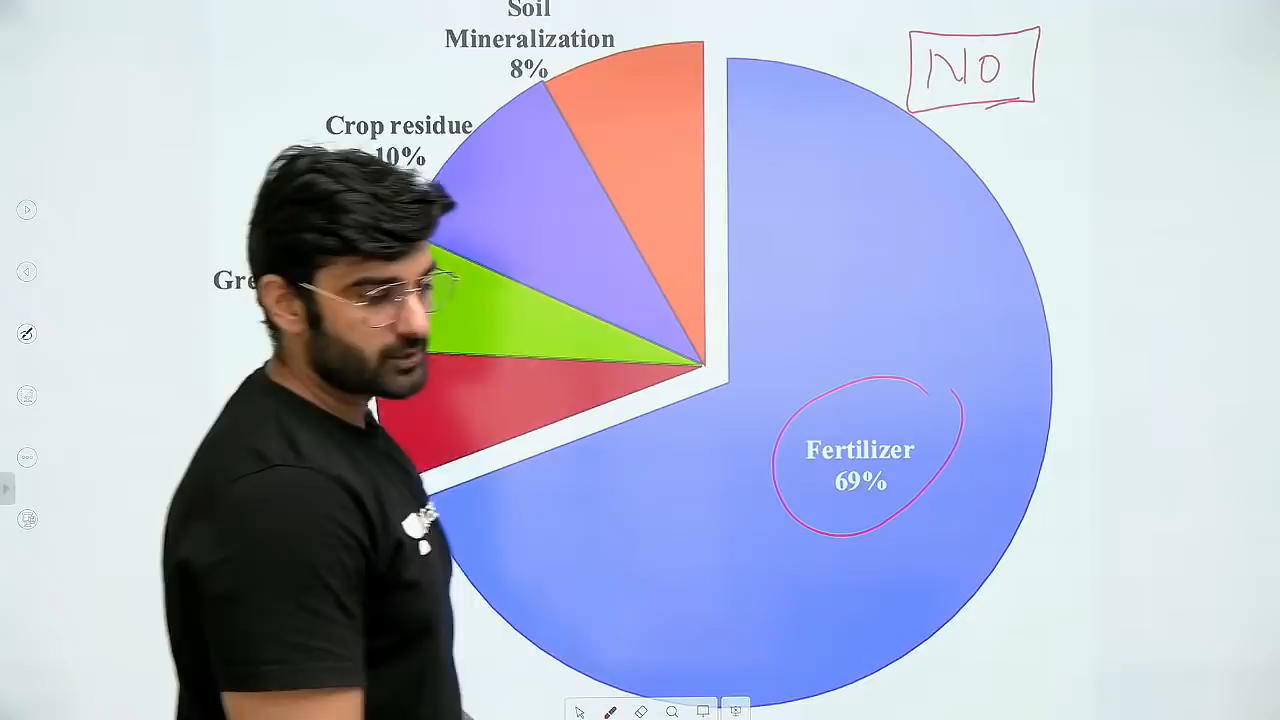 Soil
Mineralization
8%
NO
Crop residue
10%
Fertilizer
69%